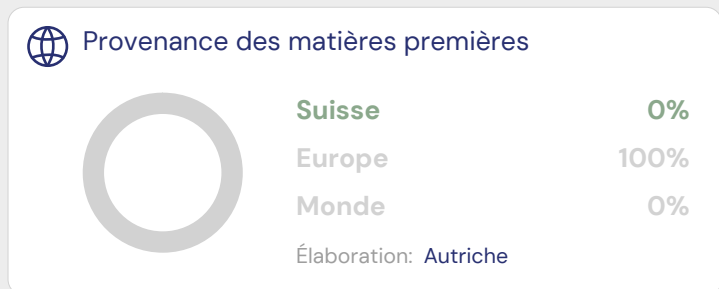 Provenance des matières premières
Suisse 0%
Europe 100%
Monde 0%
Élaboration: Autriche